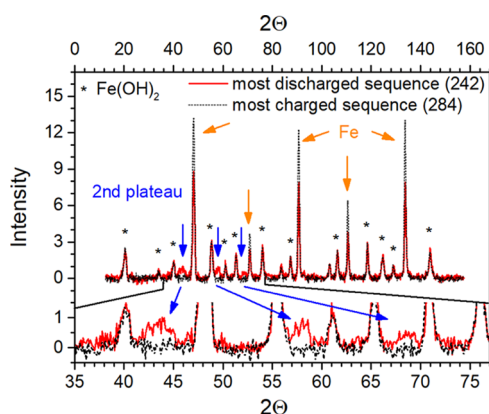 2Θ
0 20 40 60 80 100 120 140 160
* Fe(OH)2
most discharged sequence (242)
most charged sequence (284)
15
12
9
6
3
0
Intensity
Fe
2nd plateau
* * * * * * * * * * * *
1
0
35 40 45 50 55 60 65 70 75
2Θ